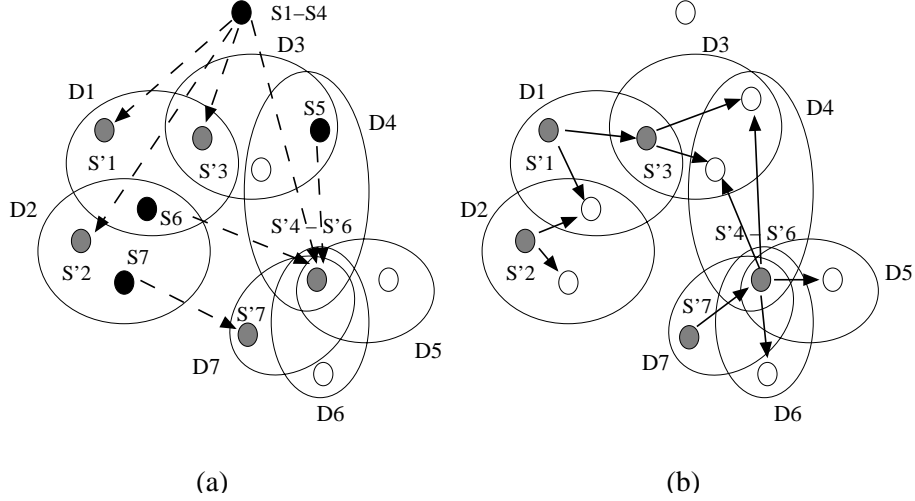 S1–S4
D3
D1
S5
D4
S'1
S'3
D2
S6
S'4 – S'6
S7
S'2
S'7
D5
D7
D6
(a)
D3
D1
D4
S'1
S'3
D2
S'4 – S'6
S'2
D5
S'7
D7
D6
(b)